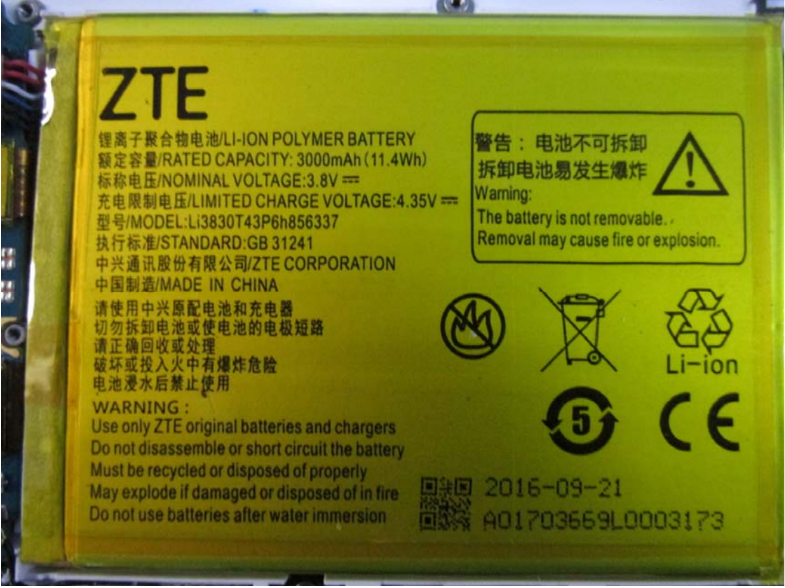 ZTE
锂离子聚合物电池/LI-ION POLYMER BATTERY
额定容量/RATED CAPACITY: 3000mAh (11.4Wh)
标称电压/NOMINAL VOLTAGE:3.8V⎓
充电限制电压/LIMITED CHARGE VOLTAGE:4.35V⎓
型号/MODEL:Li3830T43P6h856337
执行标准/STANDARD:GB 31241
中兴通讯股份有限公司/ZTE CORPORATION
中国制造/MADE IN CHINA
请使用中兴原配电池和充电器
切勿拆卸电池或使电池的电极短路
请正确回收或处理
破坏或投入火中有爆炸危险
电池浸水后禁止使用
WARNING :
Use only ZTE original batteries and chargers
Do not disassemble or short circuit the battery
Must be recycled or disposed of properly
May explode if damaged or disposed of in fire
Do not use batteries after water immersion
警告：电池不可拆卸
拆卸电池易发生爆炸
Warning:
The battery is not removable.
Removal may cause fire or explosion.
Li-ion
5
CE
2016-09-21
A01703669L0003173